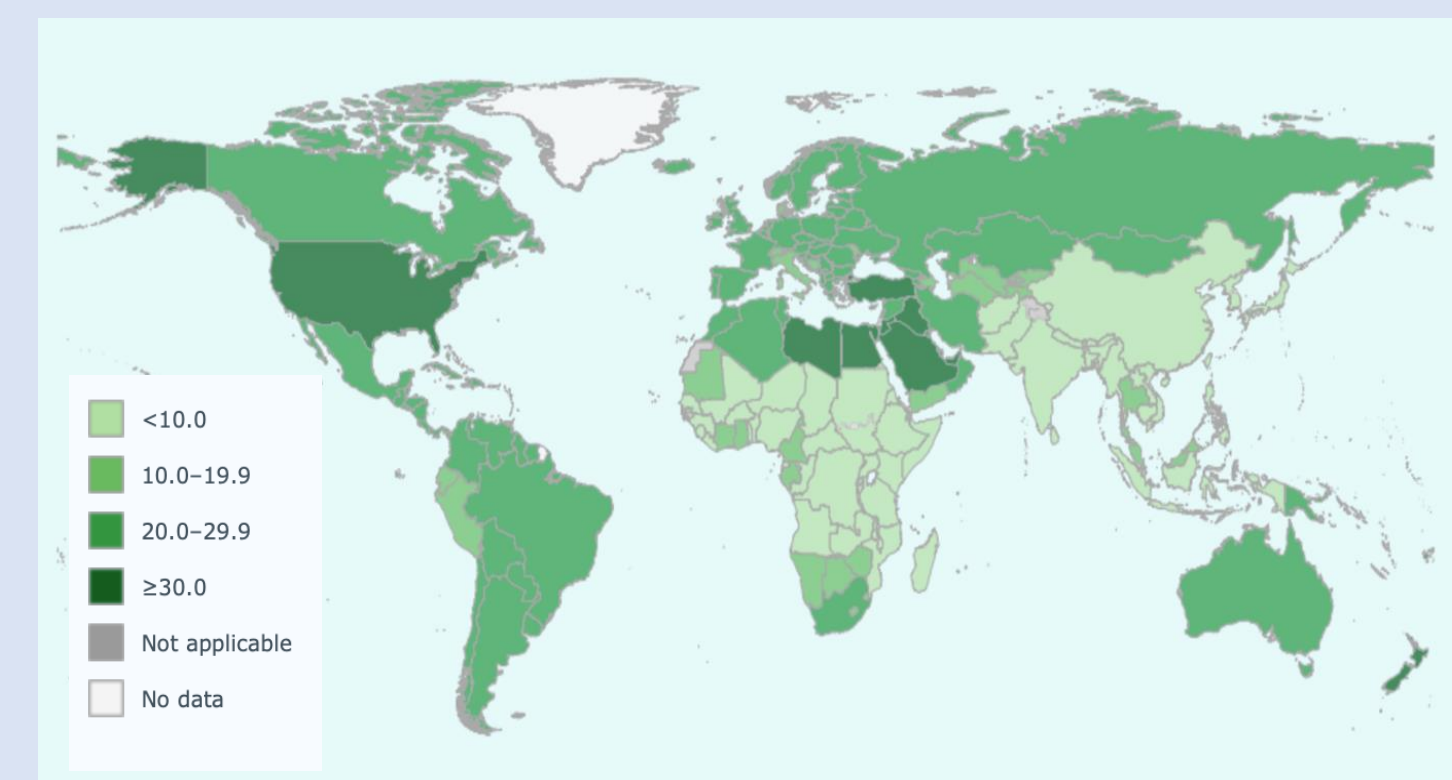 <10.0
10.0–19.9
20.0–29.9
≥30.0
Not applicable
No data